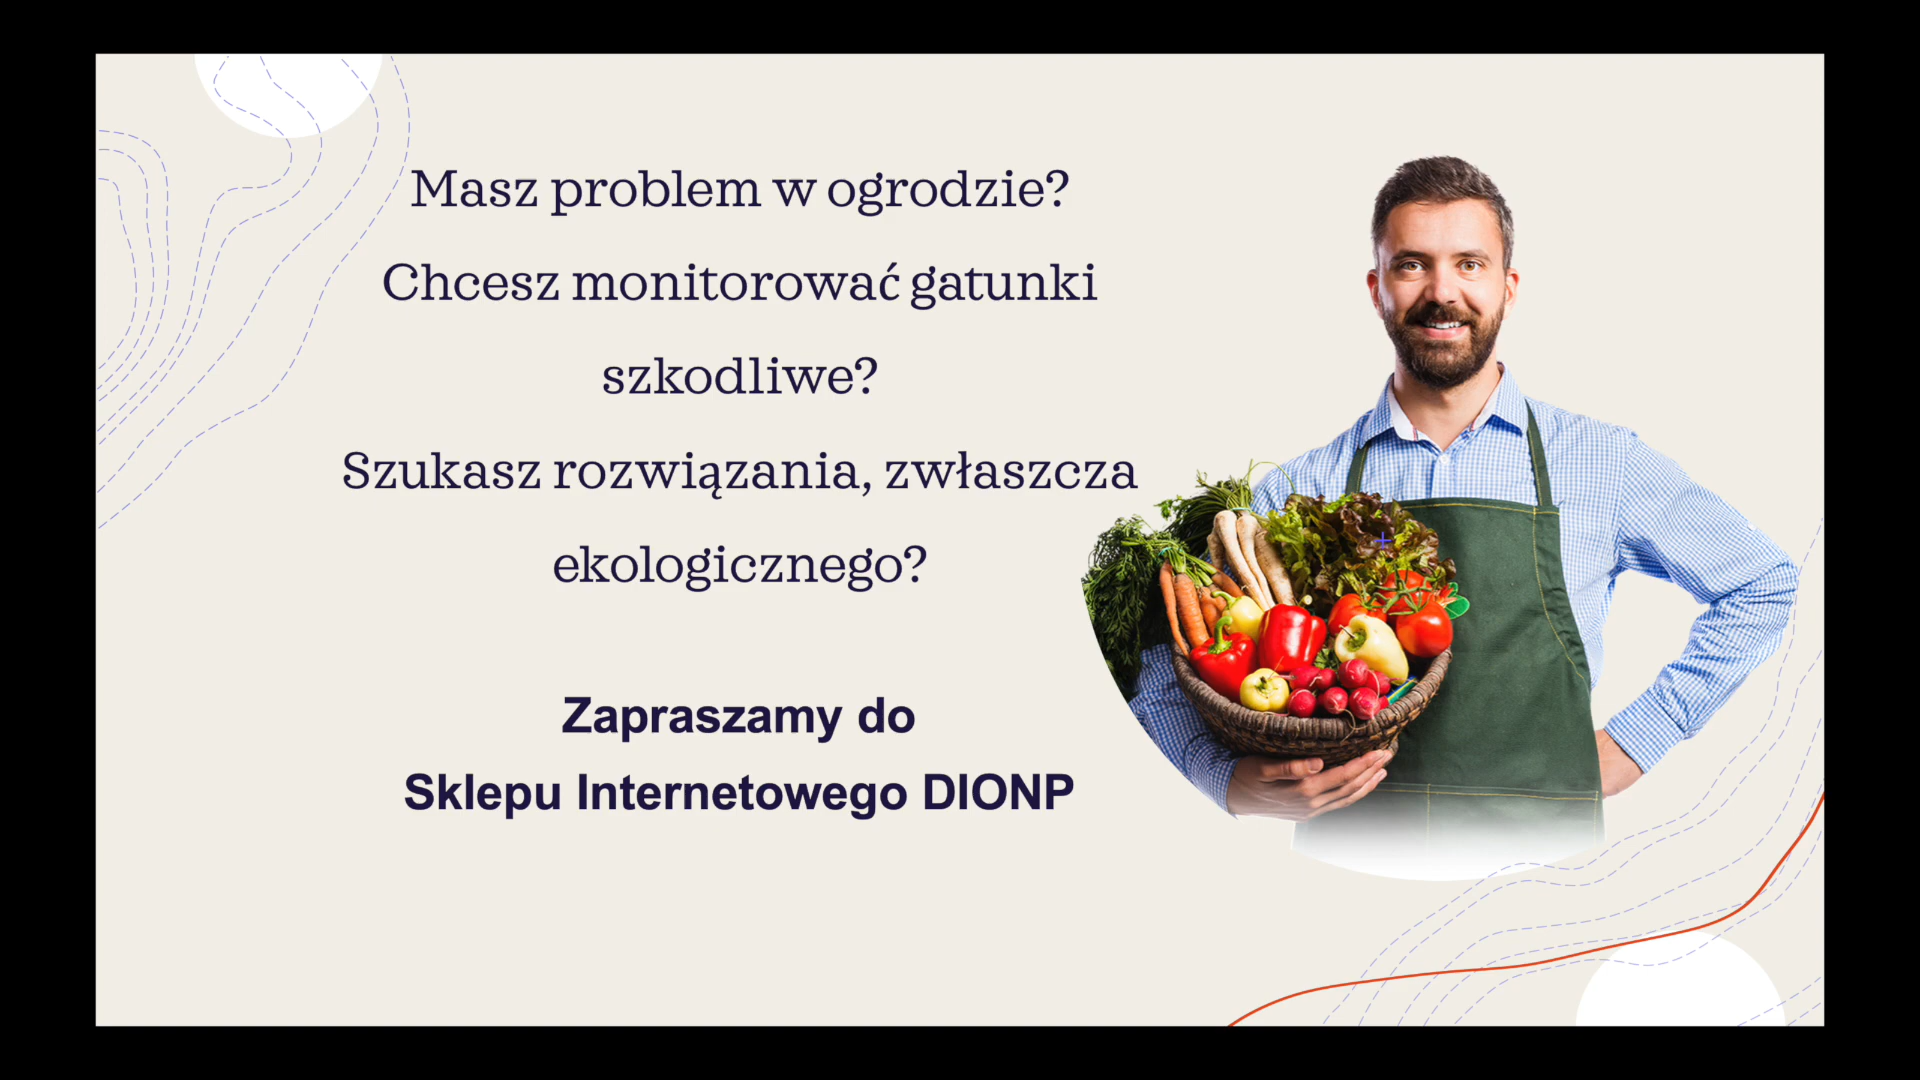 Masz problem w ogrodzie?
Chcesz monitorować gatunki
szkodliwe?
Szukasz rozwiązania, zwłaszcza
ekologicznego?
Zapraszamy do
Sklepu Internetowego DIONP